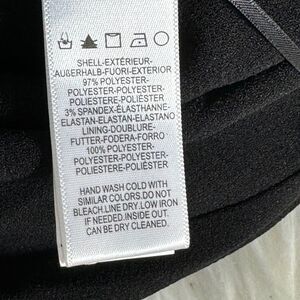 SHELL-EXTÉRIEUR-
AUßERHALB-FUORI-EXTERIOR
97% POLYESTER-
POLYESTER-POLYESTER-
POLIESTERE-POLIÉSTER
3% SPANDEX-ÉLASTHANNE-
ELASTAN-ELASTAN-ELASTANO
LINING-DOUBLURE-
FUTTER-FODERA-FORRO
100% POLYESTER-
POLYESTER-POLYESTER-
POLIESTERE-POLIÉSTER
HAND WASH COLD WITH
SIMILAR COLORS.DO NOT
BLEACH.LINE DRY.LOW IRON
IF NEEDED.INSIDE OUT.
CAN BE DRY CLEANED.